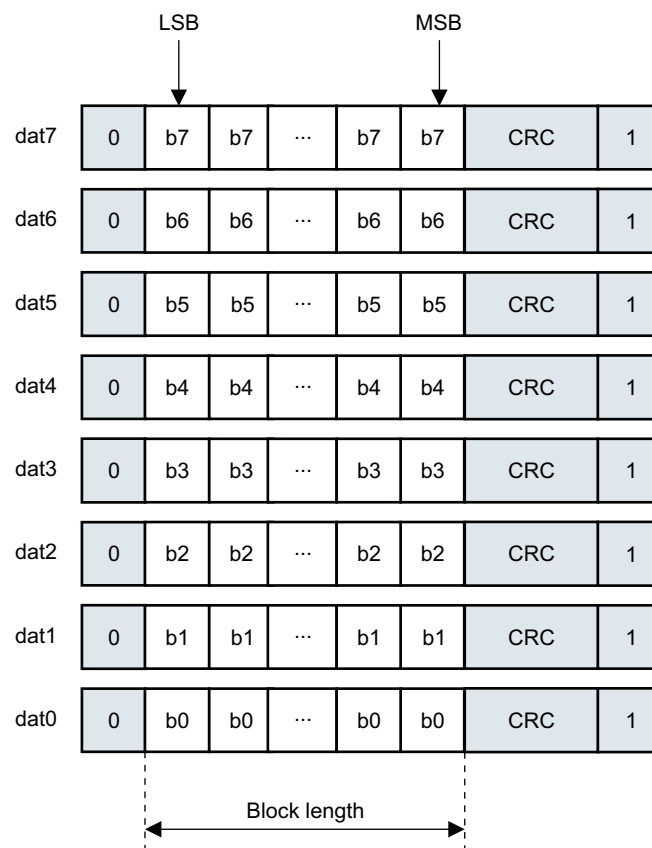 LSB MSB
dat7 0 b7 b7 ... b7 b7 CRC 1
dat6 0 b6 b6 ... b6 b6 CRC 1
dat5 0 b5 b5 ... b5 b5 CRC 1
dat4 0 b4 b4 ... b4 b4 CRC 1
dat3 0 b3 b3 ... b3 b3 CRC 1
dat2 0 b2 b2 ... b2 b2 CRC 1
dat1 0 b1 b1 ... b1 b1 CRC 1
dat0 0 b0 b0 ... b0 b0 CRC 1
Block length